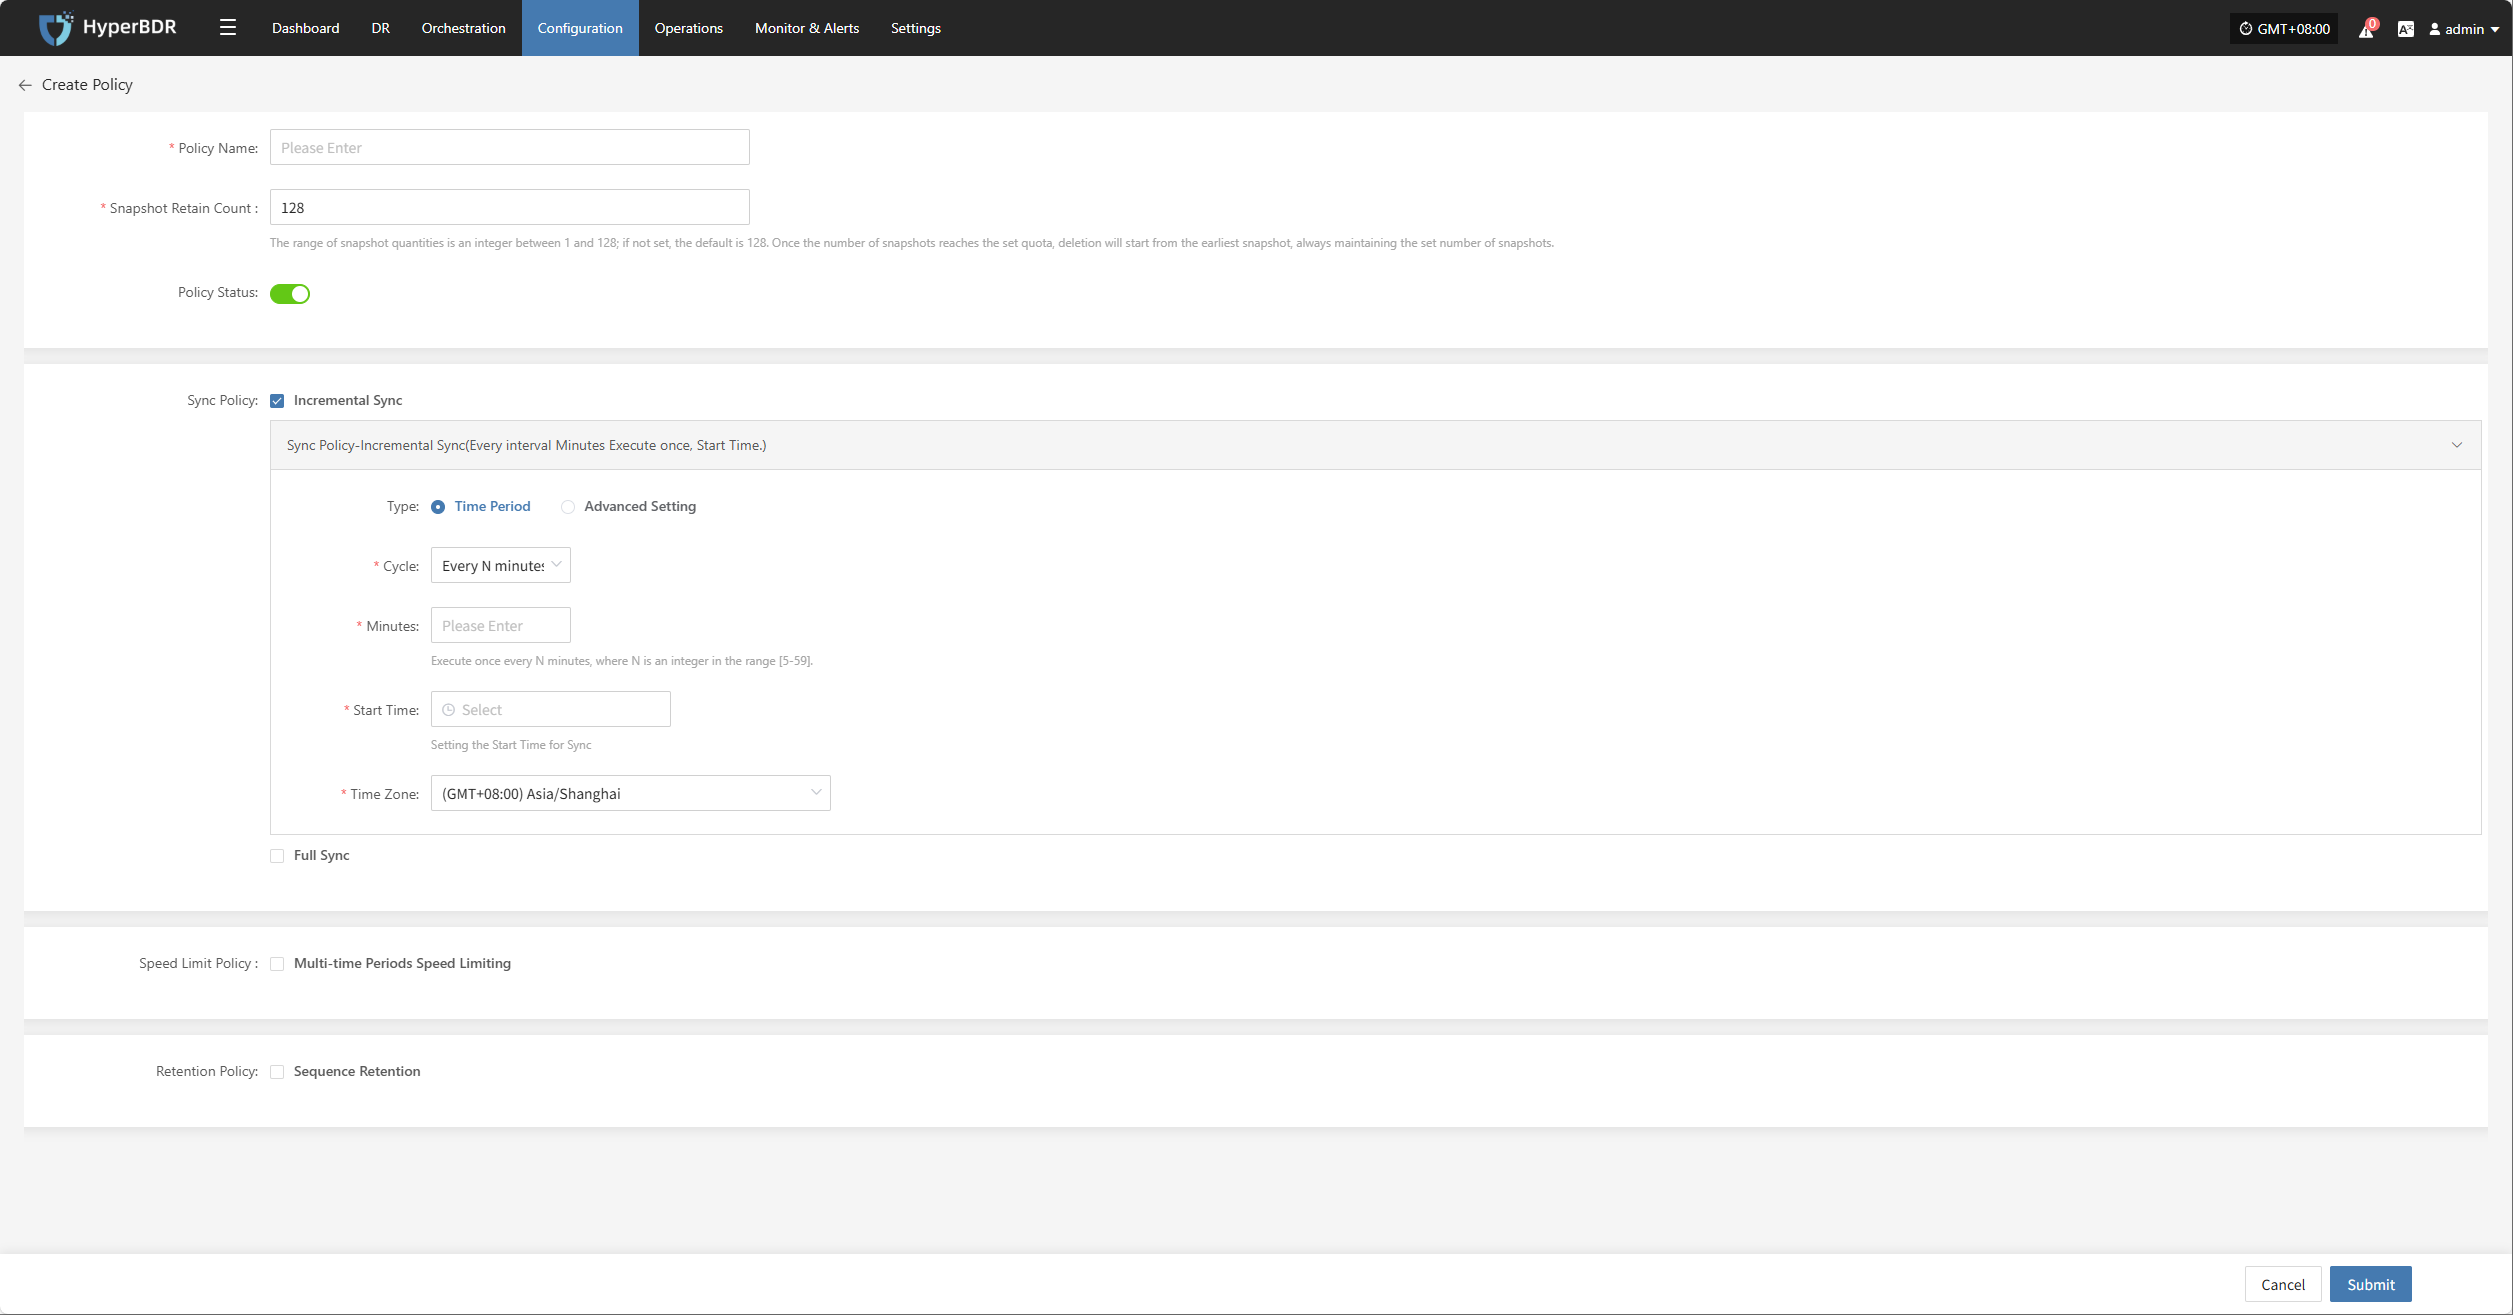 HyperBDR Dashboard DR Orchestration Configuration Operations Monitor & Alerts Settings GMT+08:00 0 admin
Create Policy
* Policy Name: Please Enter
* Snapshot Retain Count : 128
The range of snapshot quantities is an integer between 1 and 128; if not set, the default is 128. Once the number of snapshots reaches the set quota, deletion will start from the earliest snapshot, always maintaining the set number of snapshots.
Policy Status:
Sync Policy: Incremental Sync
Sync Policy-Incremental Sync(Every interval Minutes Execute once, Start Time.)
Type: Time Period Advanced Setting
* Cycle: Every N minutes
* Minutes: Please Enter
Execute once every N minutes, where N is an integer in the range [5-59].
* Start Time: Select
Setting the Start Time for Sync
* Time Zone: (GMT+08:00) Asia/Shanghai
Full Sync
Speed Limit Policy : Multi-time Periods Speed Limiting
Retention Policy: Sequence Retention
Cancel Submit